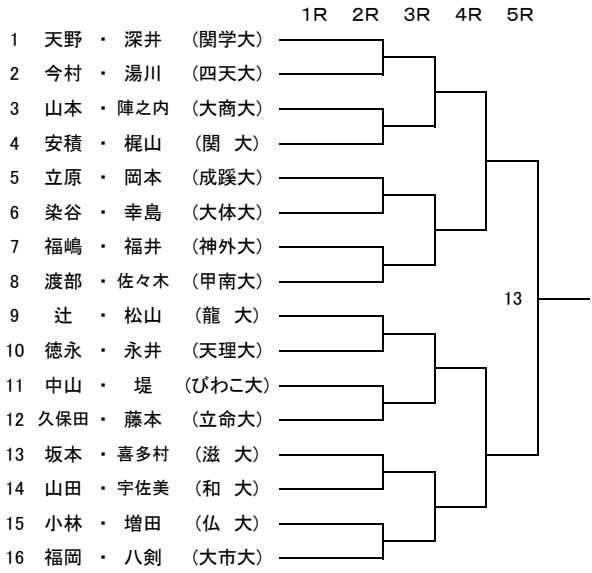 1R 2R 3R 4R 5R
1 天野 ・ 深井 (関学大)
2 今村 ・ 湯川 (四天大)
3 山本 ・ 陣之内 (大商大)
4 安積 ・ 梶山 (関 大)
5 立原 ・ 岡本 (成蹊大)
6 染谷 ・ 幸島 (大体大)
7 福嶋 ・ 福井 (神外大)
8 渡部 ・ 佐々木 (甲南大)
13
9 辻 ・ 松山 (龍 大)
10 徳永 ・ 永井 (天理大)
11 中山 ・ 堤 (びわこ大)
12 久保田 ・ 藤本 (立命大)
13 坂本 ・ 喜多村 (滋 大)
14 山田 ・ 宇佐美 (和 大)
15 小林 ・ 増田 (仏 大)
16 福岡 ・ 八剣 (大市大)